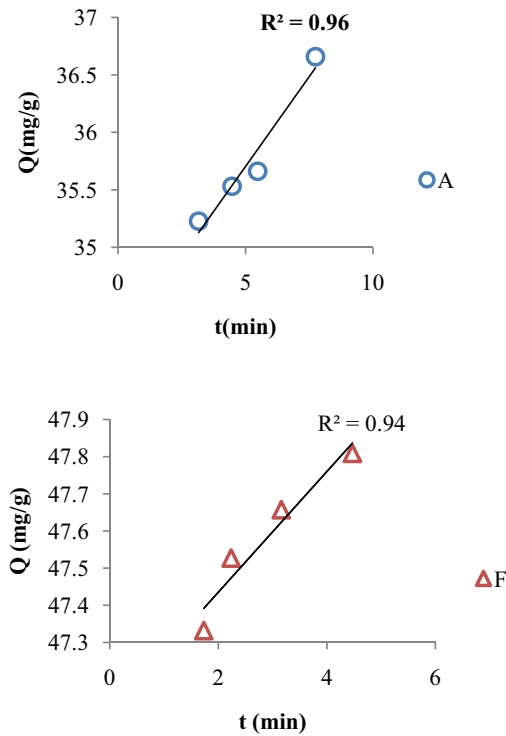 R² = 0.96
37
36.5
36
35.5
35
Q(mg/g)
0
5
10
t(min)
A
R² = 0.94
47.9
47.8
47.7
47.6
47.5
47.4
47.3
Q (mg/g)
0
2
4
6
t (min)
F